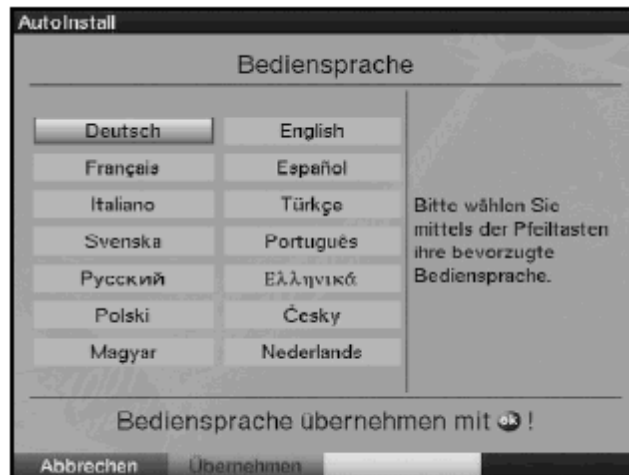 AutoInstall
Bediensprache
Deutsch English
Français Español
Italiano Türkçe
Svenska Português
Русский Ελληνικά
Polski Česky
Magyar Nederlands
Bitte wählen Sie
mittels der Pfeiltasten
ihre bevorzugte
Bediensprache.
Bediensprache übernehmen mit ok !
Abbrechen Übernehmen